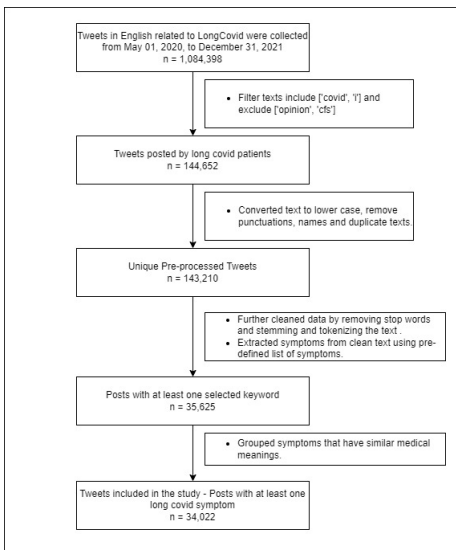 Tweets in English related to LongCovid were collected
from May 01, 2020, to December 31, 2021
n = 1,084,398
• Filter texts include ['covid', 'i'] and
exclude ['opinion', 'cfs']
Tweets posted by long covid patients
n = 144,652
• Converted text to lower case, remove
punctuations, names and duplicate texts.
Unique Pre-processed Tweets
n = 143,210
• Further cleaned data by removing stop words
and stemming and tokenizing the text .
• Extracted symptoms from clean text using pre-
defined list of symptoms.
Posts with at least one selected keyword
n = 35,625
• Grouped symptoms that have similar medical
meanings.
Tweets included in the study - Posts with at least one
long covid symptom
n = 34,022